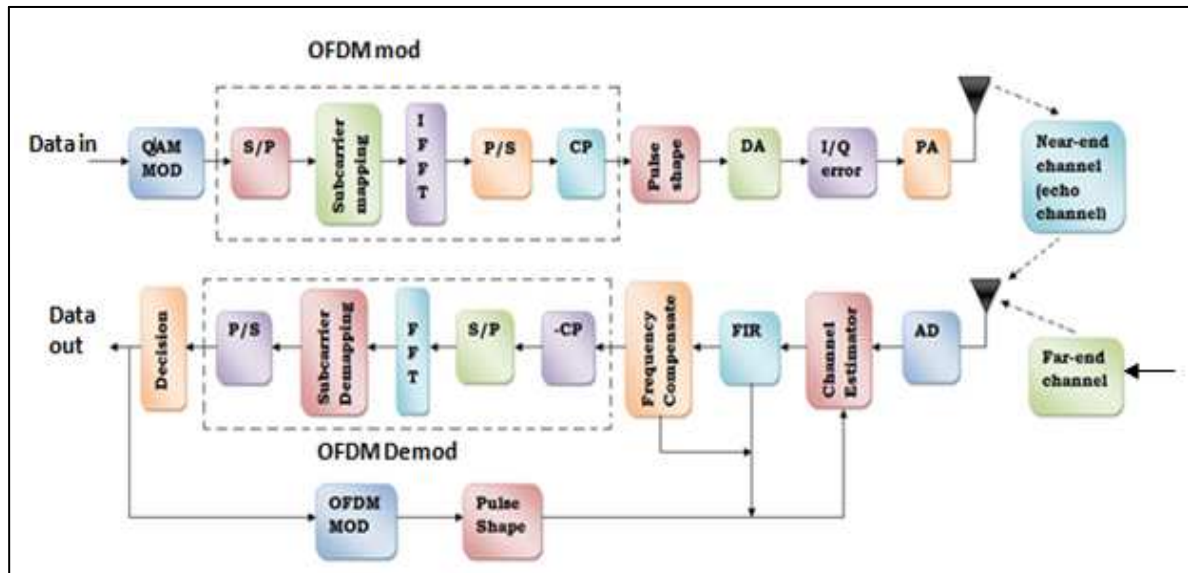 OFDM mod
Data in
QAM
MOD
S/P
Subcarrier
mapping
I
F
F
T
P/S
CP
Pulse
shape
DA
I/Q
error
PA
Near-end
channel
(echo
channel)
Data
out
Decision
P/S
Subcarrier
Demapping
F
F
T
S/P
-CP
Frequency
Compensate
FIR
Channel
Estimator
AD
Far-end
channel
OFDM Demod
OFDM
MOD
Pulse
Shape